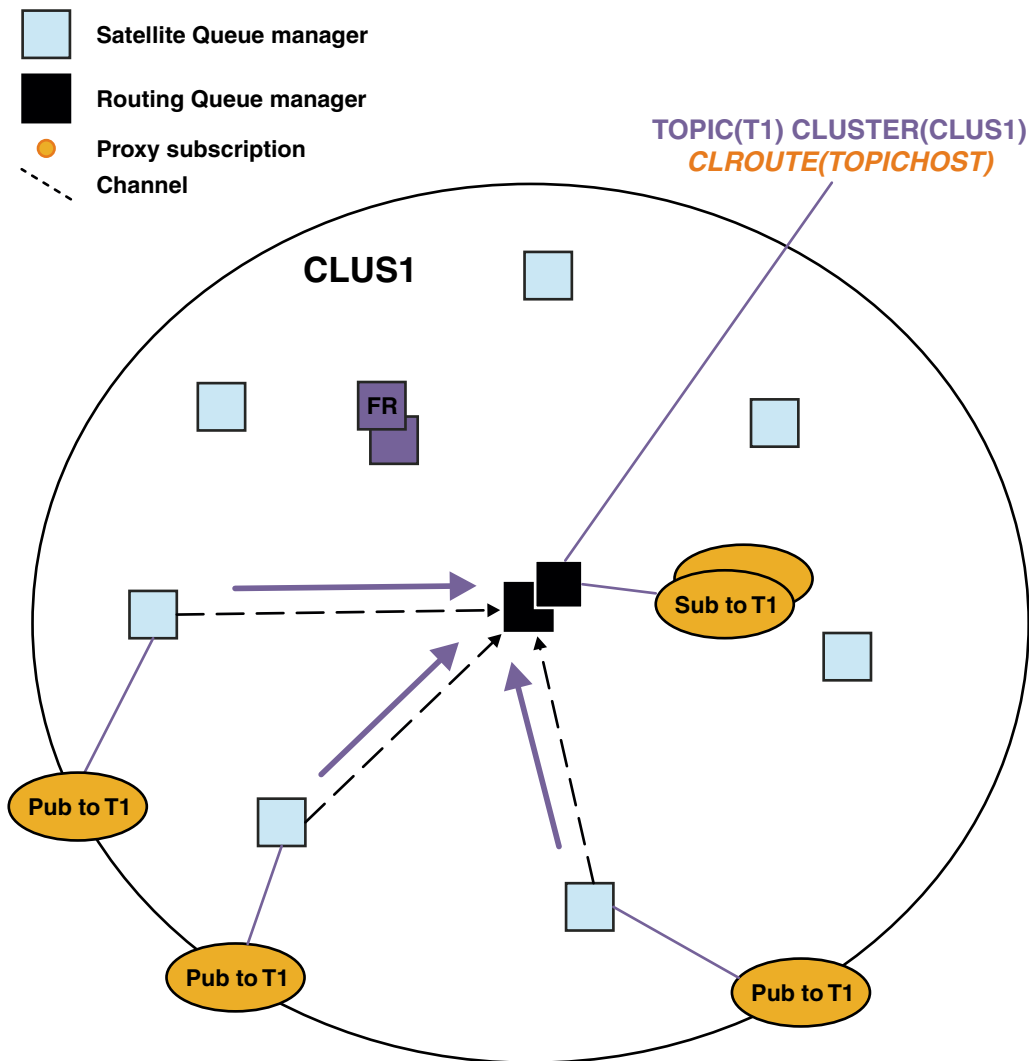 Satellite Queue manager
Routing Queue manager
Proxy subscription
Channel
TOPIC(T1) CLUSTER(CLUS1)
CLROUTE(TOPICHOST)
CLUS1
FR
Sub to T1
Pub to T1
Pub to T1
Pub to T1